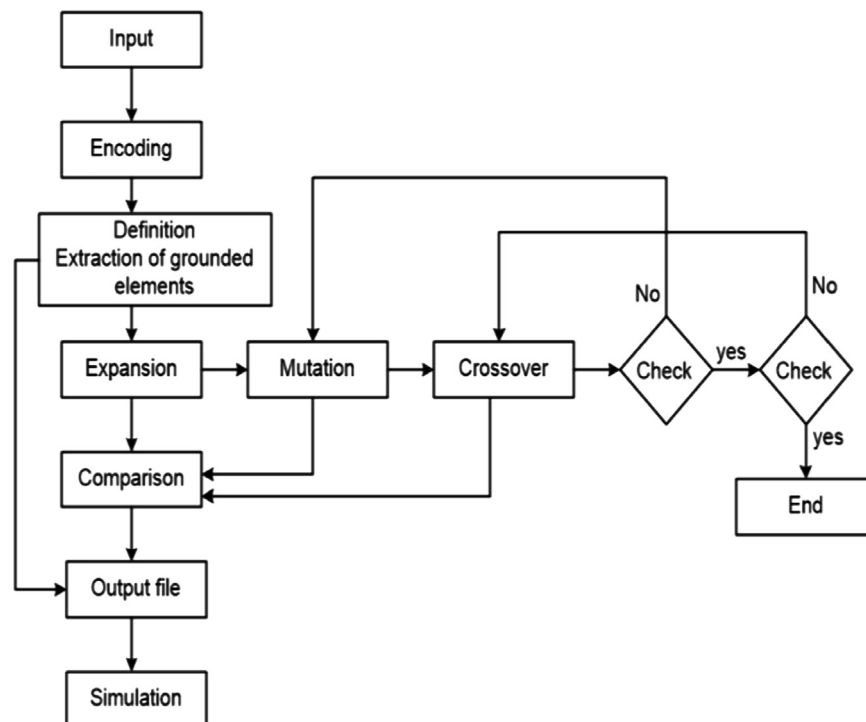 Input
Encoding
Definition
Extraction of grounded
elements
No
No
Expansion
Mutation
Crossover
Check
yes
Check
yes
Comparison
End
Output file
Simulation